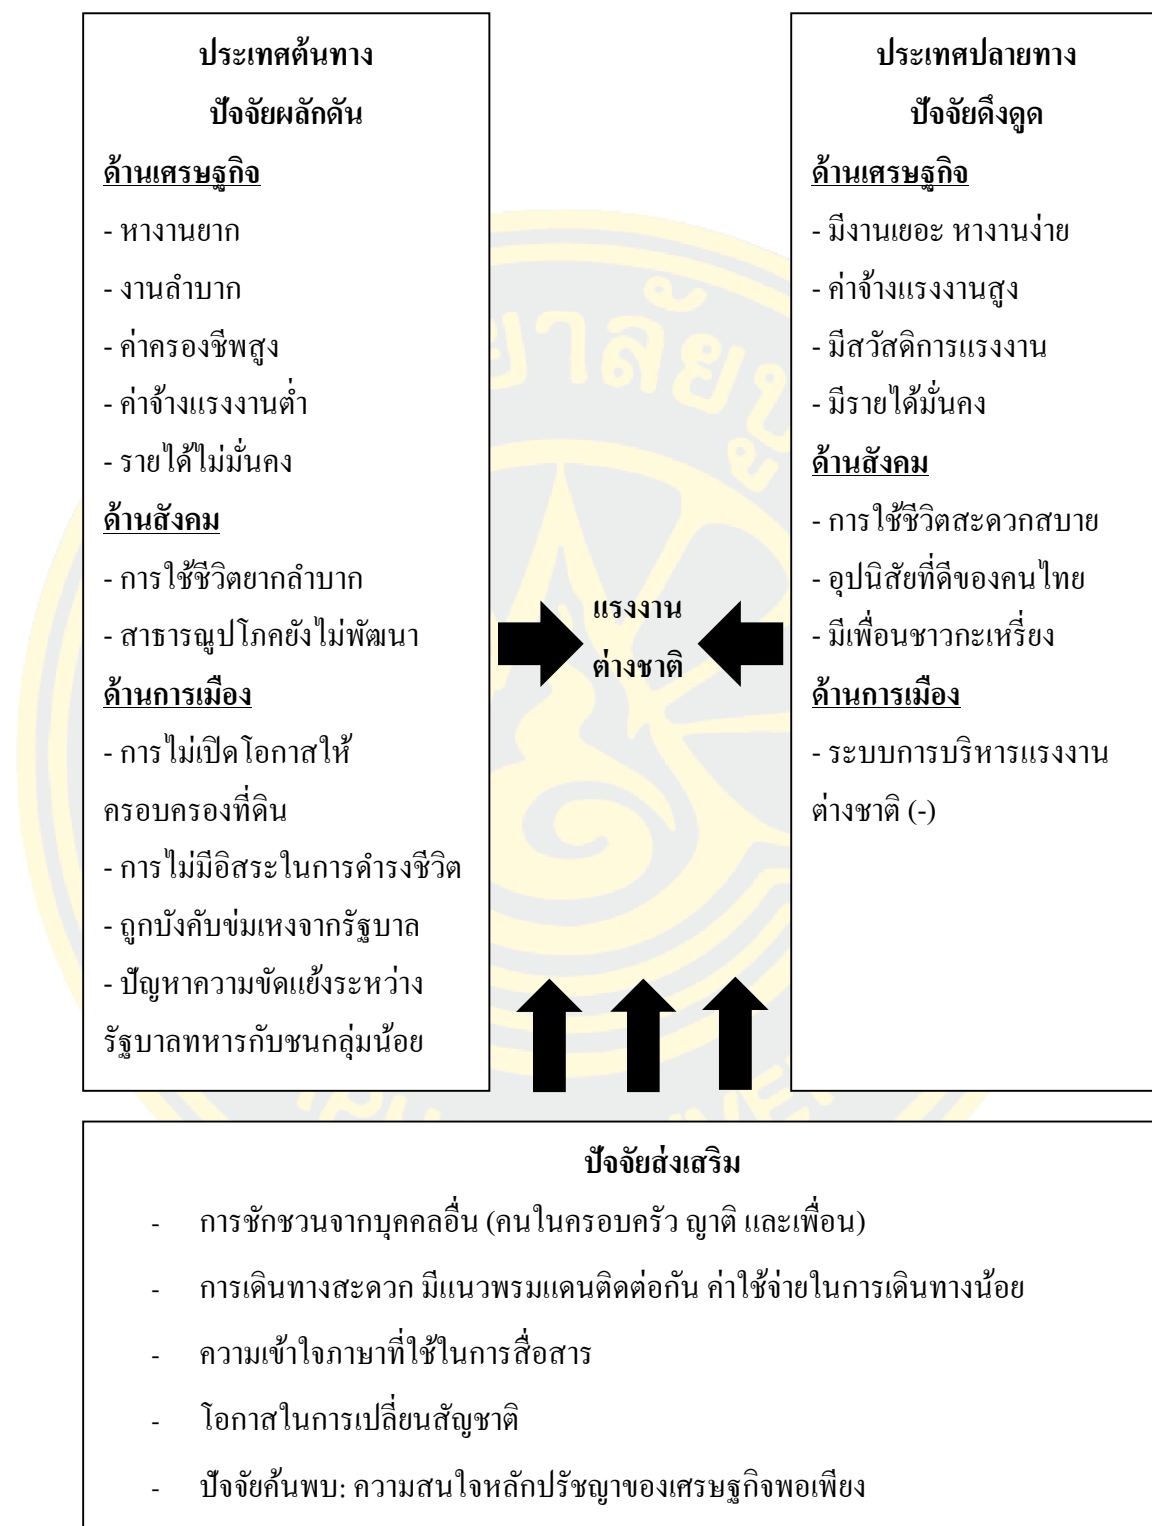 ประเทศต้นทาง
ปัจจัยผลักดัน
ด้านเศรษฐกิจ
- หางานยาก
- งานลำบาก
- ค่าครองชีพสูง
- ค่าจ้างแรงงานต่ำ
- รายได้ไม่มั่นคง
ด้านสังคม
- การใช้ชีวิตยากลำบาก
- สาธารณูปโภคยังไม่พัฒนา
ด้านการเมือง
- การไม่เปิดโอกาสให้
ครอบครองที่ดิน
- การไม่มีอิสระในการดำรงชีวิต
- ถูกบังคับข่มเหงจากรัฐบาล
- ปัญหาความขัดแย้งระหว่าง
รัฐบาลทหารกับชนกลุ่มน้อย
แรงงาน
ต่างชาติ
ประเทศปลายทาง
ปัจจัยดึงดูด
ด้านเศรษฐกิจ
- มีงานเยอะ หางานง่าย
- ค่าจ้างแรงงานสูง
- มีสวัสดิการแรงงาน
- มีรายได้มั่นคง
ด้านสังคม
- การใช้ชีวิตสะดวกสบาย
- อุปนิสัยที่ดีของคนไทย
- มีเพื่อนชาวกะเหรี่ยง
ด้านการเมือง
- ระบบการบริหารแรงงาน
ต่างชาติ (-)
ปัจจัยส่งเสริม
- การชักชวนจากบุคคลอื่น (คนในครอบครัว ญาติ และเพื่อน)
- การเดินทางสะดวก มีแนวพรมแดนติดต่อกัน ค่าใช้จ่ายในการเดินทางน้อย
- ความเข้าใจภาษาที่ใช้ในการสื่อสาร
- โอกาสในการเปลี่ยนสัญชาติ
- ปัจจัยค้นพบ: ความสนใจหลักปรัชญาของเศรษฐกิจพอเพียง